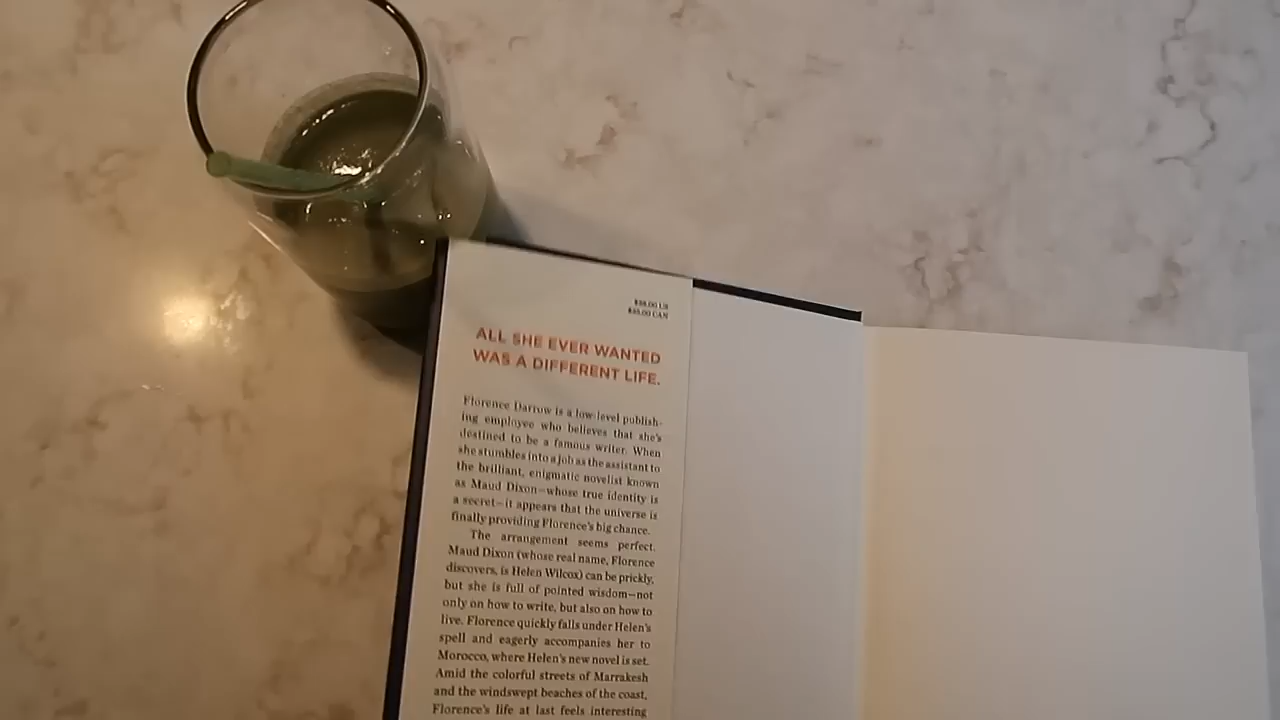 $28.00 US
$35.00 CAN
ALL SHE EVER WANTED
WAS A DIFFERENT LIFE.
Florence Darrow is a low-level publish-
ing employee who believes that she's
destined to be a famous writer. When
she stumbles into a job as the assistant to
the brilliant, enigmatic novelist known
as Maud Dixon—whose true identity is
a secret—it appears that the universe is
finally providing Florence's big chance.
The arrangement seems perfect.
Maud Dixon (whose real name, Florence
discovers, is Helen Wilcox) can be prickly,
but she is full of pointed wisdom—not
only on how to write, but also on how to
live. Florence quickly falls under Helen's
spell and eagerly accompanies her to
Morocco, where Helen's new novel is set.
Amid the colorful streets of Marrakesh
and the windswept beaches of the coast,
Florence's life at last feels interesting